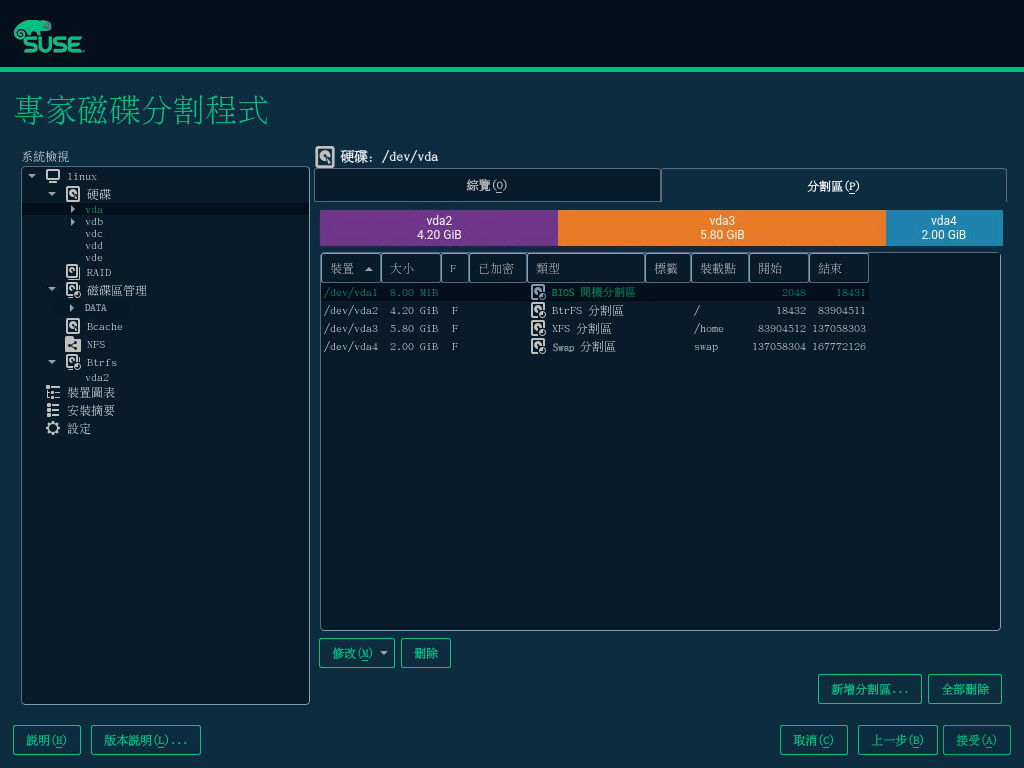 SUSE
專家磁碟分割程式
系統檢視
linux
硬碟
vda
vdb
vdc
vdd
vde
RAID
磁碟區管理
DATA
Bcache
NFS
Btrfs
vda2
裝置圖表
安裝摘要
設定
硬碟: /dev/vda
綜覽(O) 分割區(P)
vda2 vda3 vda4
4.20 GiB 5.80 GiB 2.00 GiB
裝置 大小 F 已加密 類型 標籤 裝載點 開始 結束
/dev/vda1 8.00 MiB BIOS 開機分割區 2048 18431
/dev/vda2 4.20 GiB F BtrFS 分割區 / 18432 83904511
/dev/vda3 5.80 GiB F XFS 分割區 /home 83904512 137058303
/dev/vda4 2.00 GiB F Swap 分割區 swap 137058304 167772126
修改(M) 刪除
新增分割區... 全部刪除
說明(H) 版本說明(L)... 取消(C) 上一步(B) 接受(A)